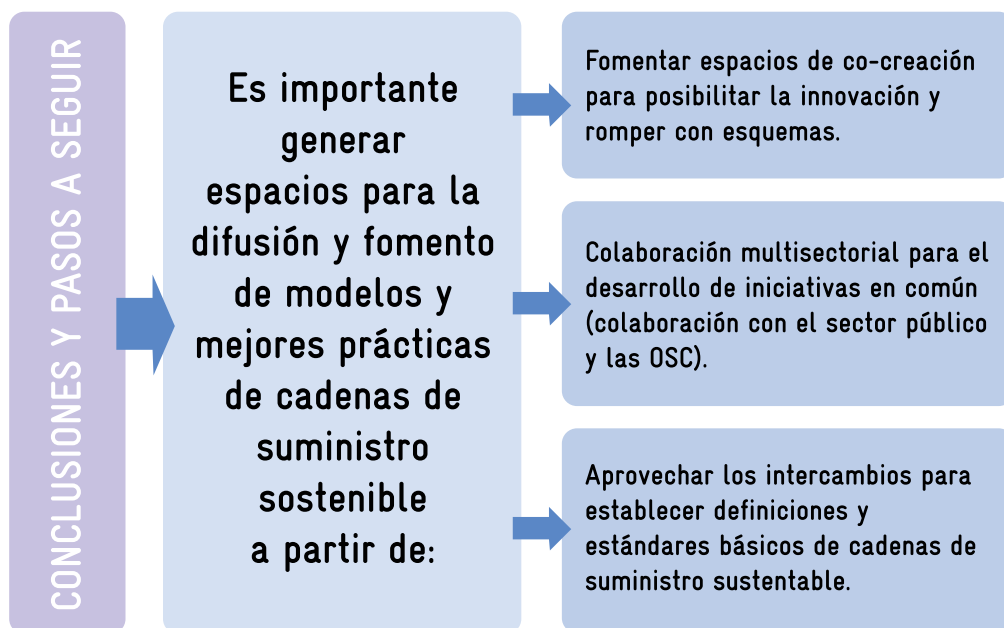 CONCLUSIONES Y PASOS A SEGUIR
Es importante
generar
espacios para la
difusión y fomento
de modelos y
mejores prácticas
de cadenas de
suministro
sostenible
a partir de:
Fomentar espacios de co-creación
para posibilitar la innovación y
romper con esquemas.
Colaboración multisectorial para el
desarrollo de iniciativas en común
(colaboración con el sector público
y las OSC).
Aprovechar los intercambios para
establecer definiciones y
estándares básicos de cadenas de
suministro sustentable.